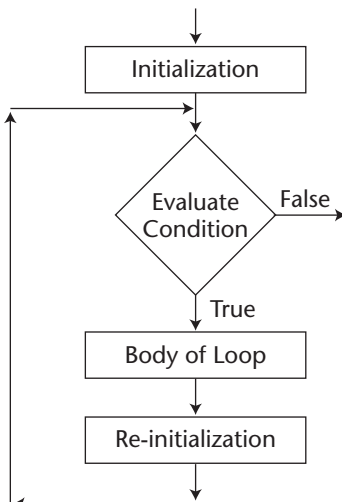 Initialization
Evaluate
Condition
False
True
Body of Loop
Re-initialization